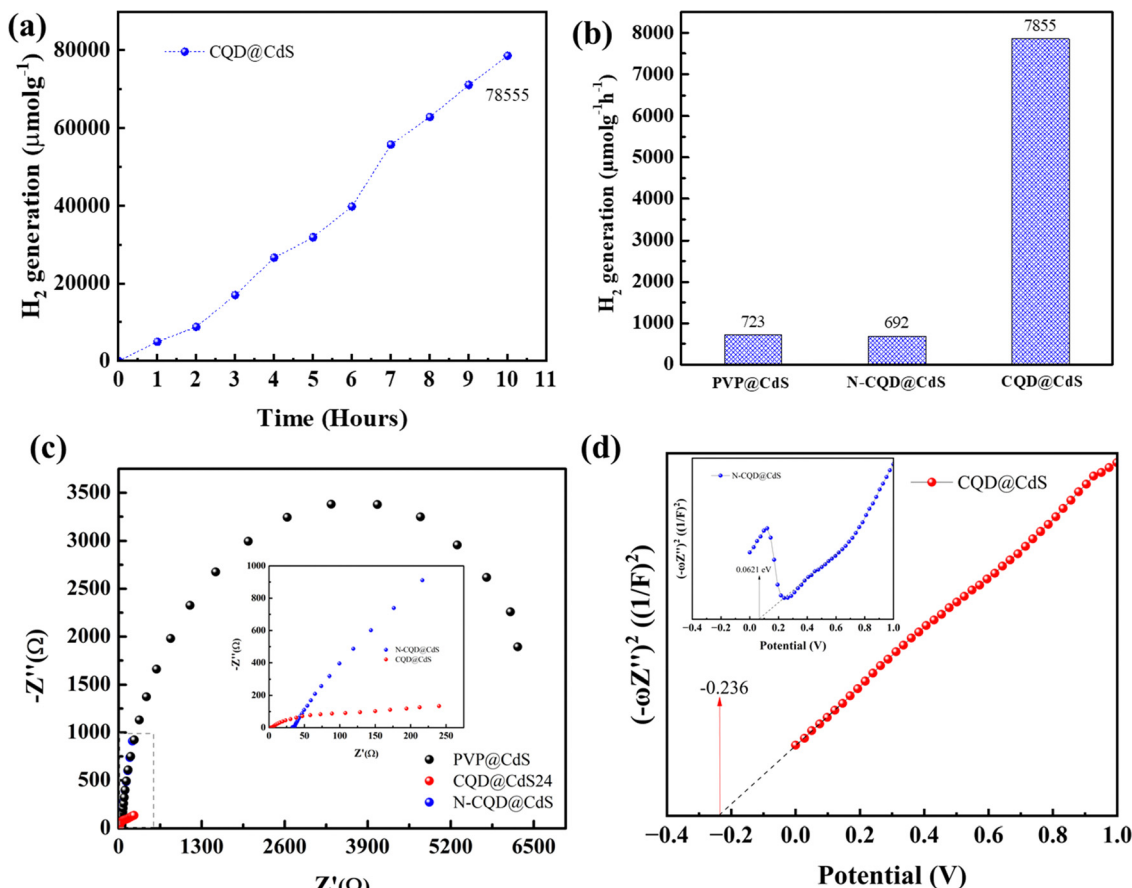 (a)
CQD@CdS
78555
80000
60000
40000
20000
0
H₂ generation (μmolg⁻¹)
0 1 2 3 4 5 6 7 8 9 10 11
Time (Hours)
(b)
7855
723
692
8000
7000
6000
5000
4000
3000
2000
1000
0
H₂ generation (μmolg⁻¹h⁻¹)
PVP@CdS N-CQD@CdS CQD@CdS
(c)
3500
3000
2500
2000
1500
1000
500
0
-Z''(Ω)
1000
800
600
400
200
0
-Z''(Ω)
N-CQD@CdS
CQD@CdS
0 50 100 150 200 250
Z'(Ω)
PVP@CdS
CQD@CdS24
N-CQD@CdS
0 1300 2600 3900 5200 6500
Z'(Ω)
(d)
CQD@CdS
(-ωZ'')² ((1/F)²)
N-CQD@CdS
(-ωZ'')² ((1/F)²)
0.0621 eV
−0.4 −0.2 0.0 0.2 0.4 0.6 0.8 1.0
Potential (V)
-0.236
−0.4 −0.2 0.0 0.2 0.4 0.6 0.8 1.0
Potential (V)